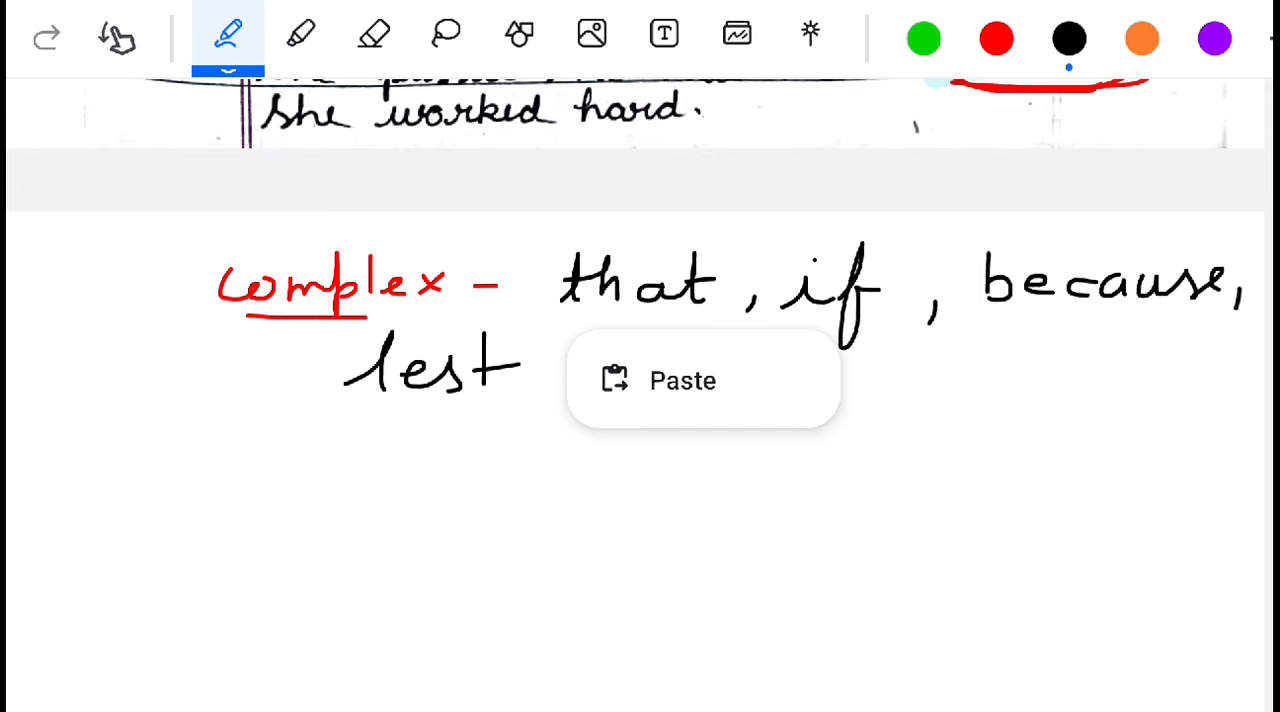 She worked hard.
complex - that, if, because,
lest
Paste